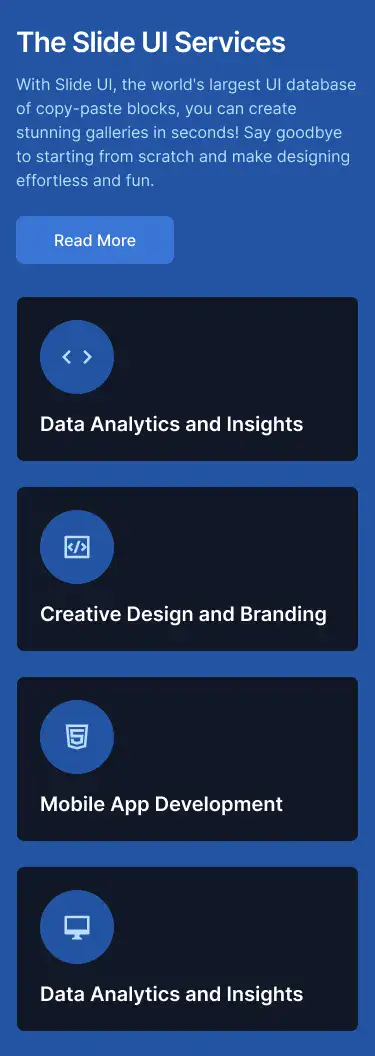 The Slide UI Services
With Slide UI, the world's largest UI database
of copy-paste blocks, you can create
stunning galleries in seconds! Say goodbye
to starting from scratch and make designing
effortless and fun.
Read More
Data Analytics and Insights
Creative Design and Branding
Mobile App Development
Data Analytics and Insights